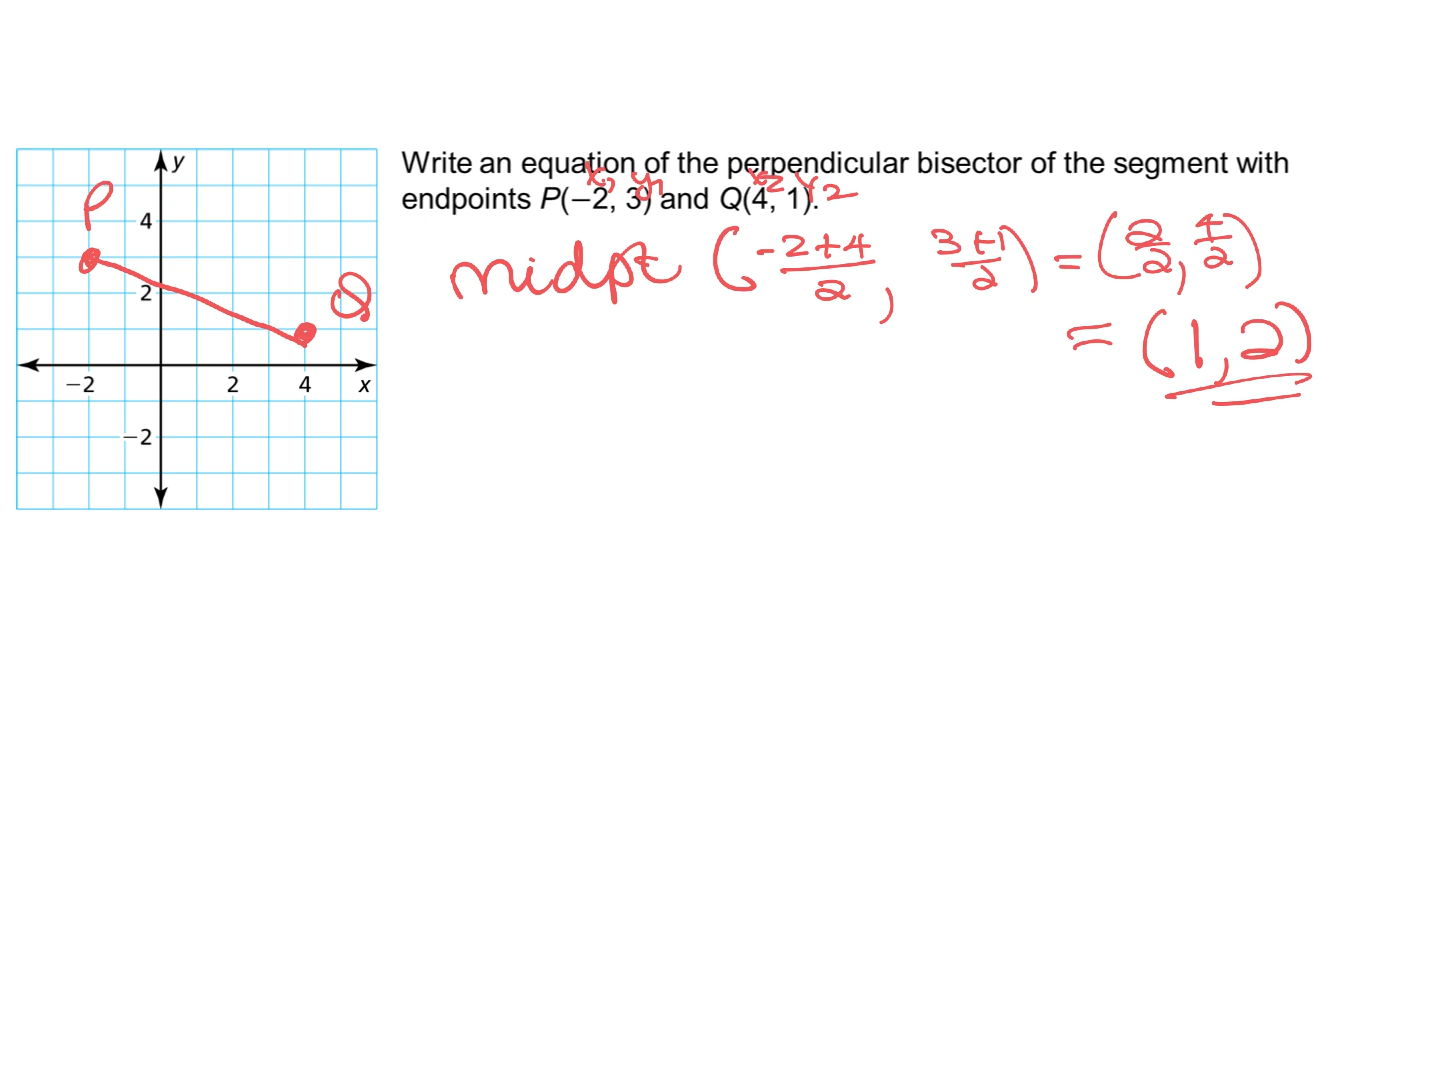 Write an equation of the perpendicular bisector of the segment with
x₁ y₁ x₂ y₂
endpoints P(−2, 3) and Q(4, 1).
midpt (-2+4/2, 3+1/2) = (2/2, 4/2)
= (1,2)
y
P
4
2
Q
−2 2 4 x
−2